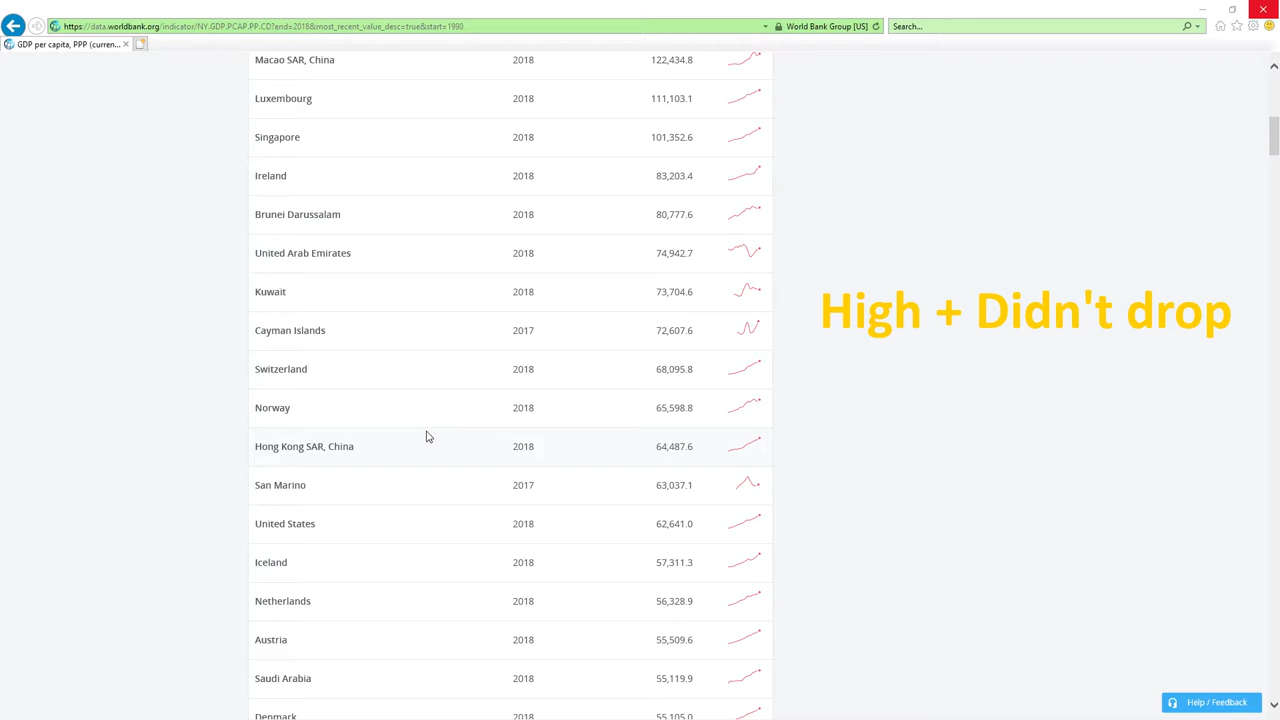 https://data.worldbank.org/indicator/NY.GDP.PCAP.PP.CD?end=2018&most_recent_value_desc=true&start=1990
World Bank Group [US]
Search...
GDP per capita, PPP (curren...
Macao SAR, China 2018 122,434.8
Luxembourg 2018 111,103.1
Singapore 2018 101,352.6
Ireland 2018 83,203.4
Brunei Darussalam 2018 80,777.6
United Arab Emirates 2018 74,942.7
Kuwait 2018 73,704.6
High + Didn't drop
Cayman Islands 2017 72,607.6
Switzerland 2018 68,095.8
Norway 2018 65,598.8
Hong Kong SAR, China 2018 64,487.6
San Marino 2017 63,037.1
United States 2018 62,641.0
Iceland 2018 57,311.3
Netherlands 2018 56,328.9
Austria 2018 55,509.6
Saudi Arabia 2018 55,119.9
Denmark 2018 55,105.0
Help / Feedback